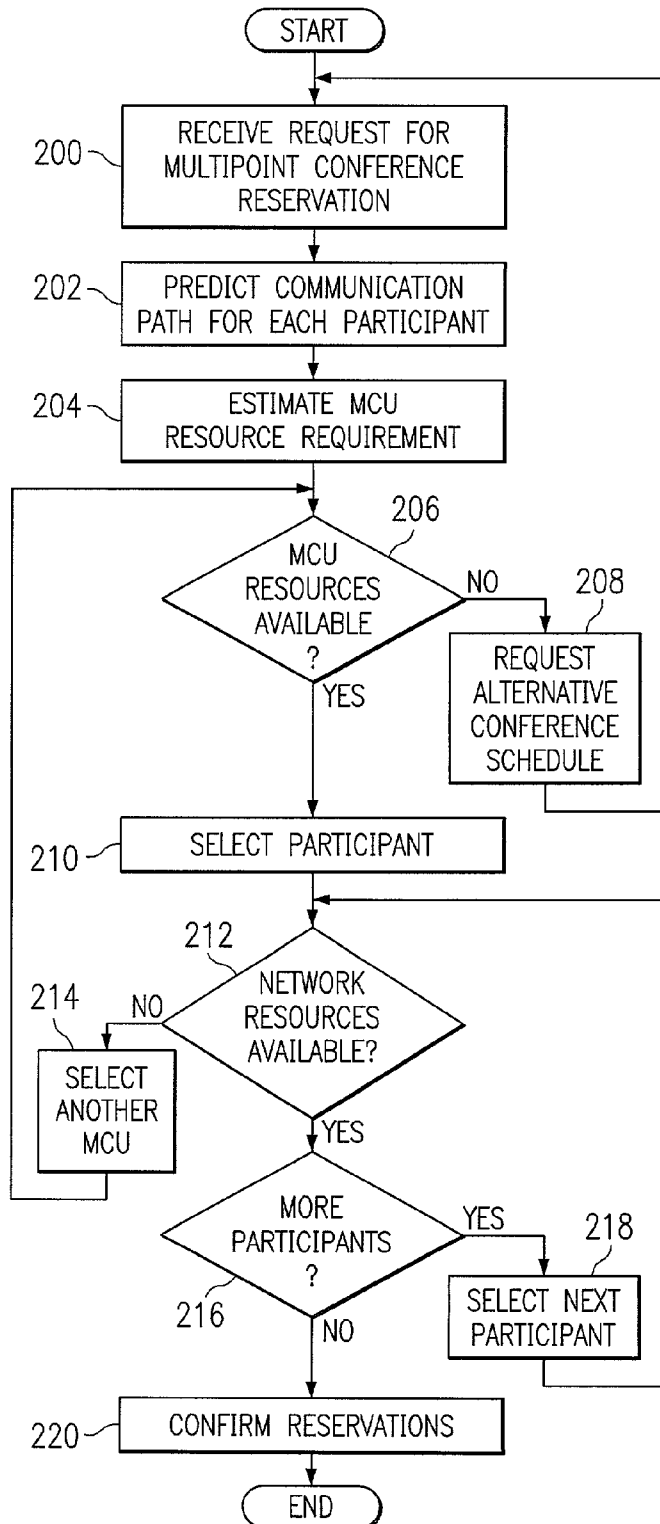 START
200
RECEIVE REQUEST FOR
MULTIPOINT CONFERENCE
RESERVATION
202
PREDICT COMMUNICATION
PATH FOR EACH PARTICIPANT
204
ESTIMATE MCU
RESOURCE REQUIREMENT
206
MCU
RESOURCES
AVAILABLE
?
NO
208
REQUEST
ALTERNATIVE
CONFERENCE
SCHEDULE
YES
210
SELECT PARTICIPANT
212
NETWORK
RESOURCES
AVAILABLE?
NO
214
SELECT
ANOTHER
MCU
YES
MORE
PARTICIPANTS
?
216
YES
218
SELECT NEXT
PARTICIPANT
NO
220
CONFIRM RESERVATIONS
END